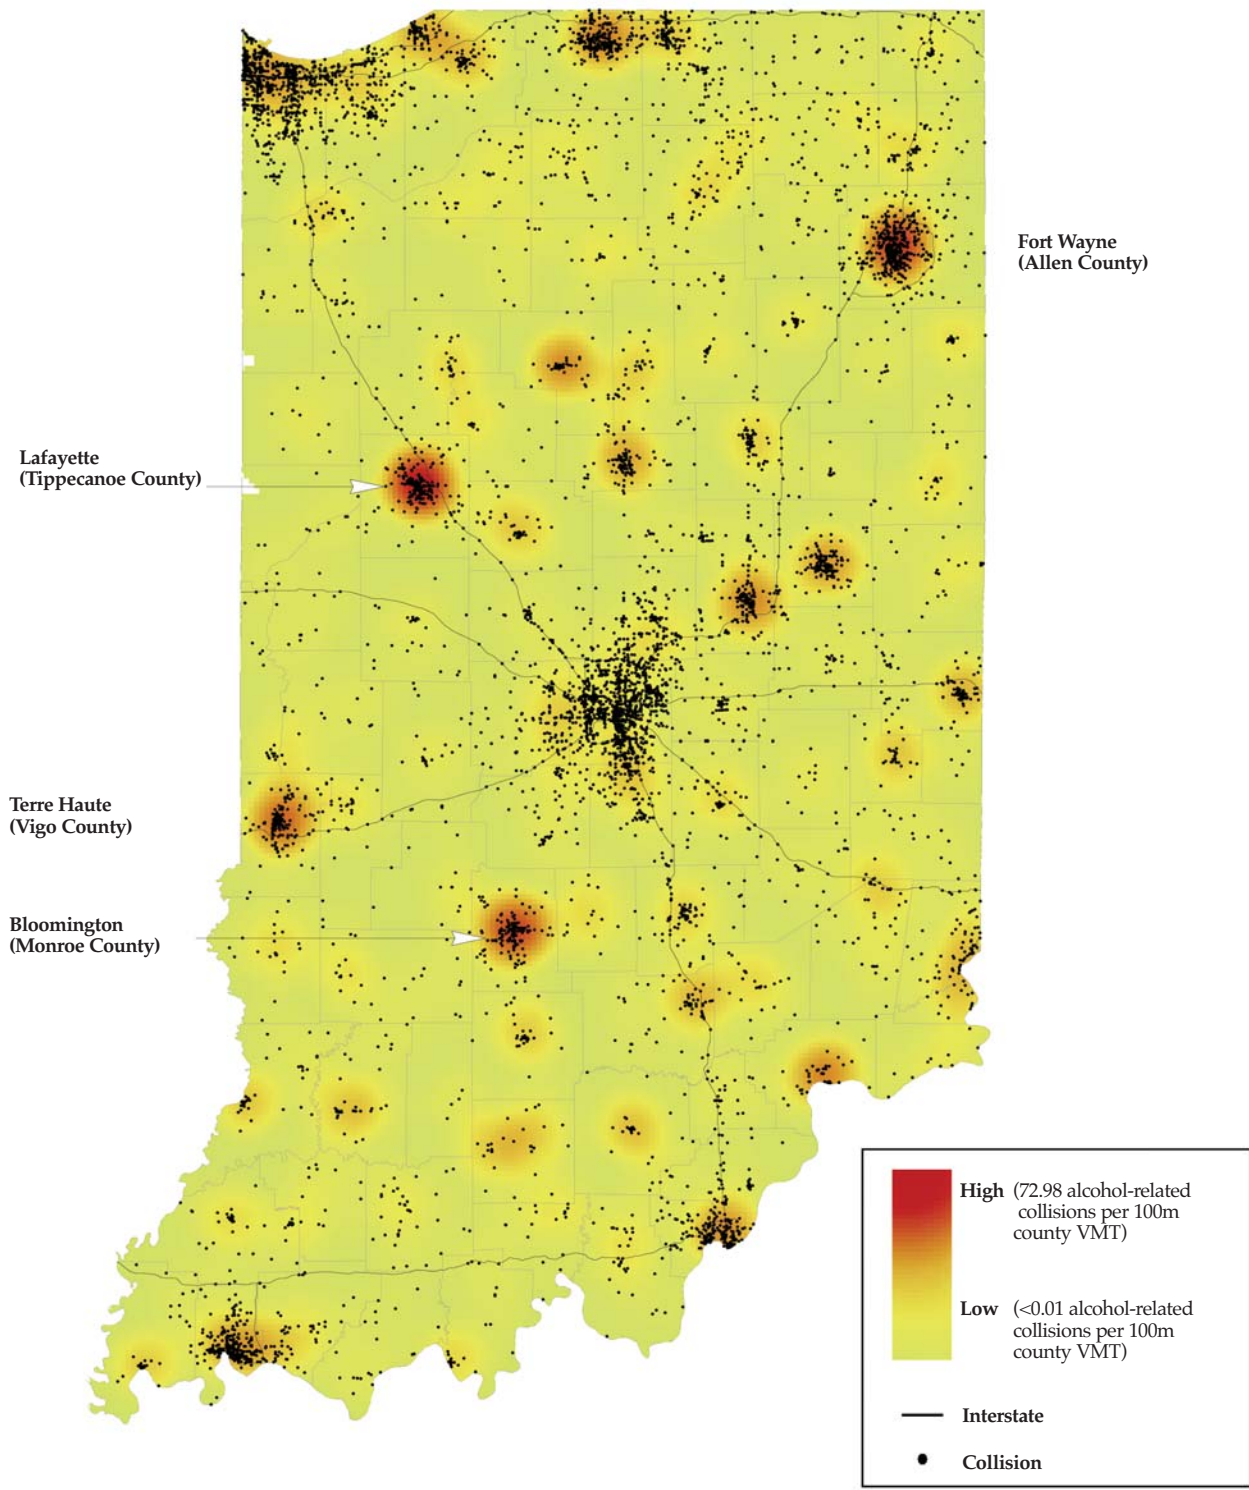 Fort Wayne
(Allen County)
Lafayette
(Tippecanoe County)
Terre Haute
(Vigo County)
Bloomington
(Monroe County)
High (72.98 alcohol-related
collisions per 100m
county VMT)
Low (<0.01 alcohol-related
collisions per 100m
county VMT)
Interstate
Collision